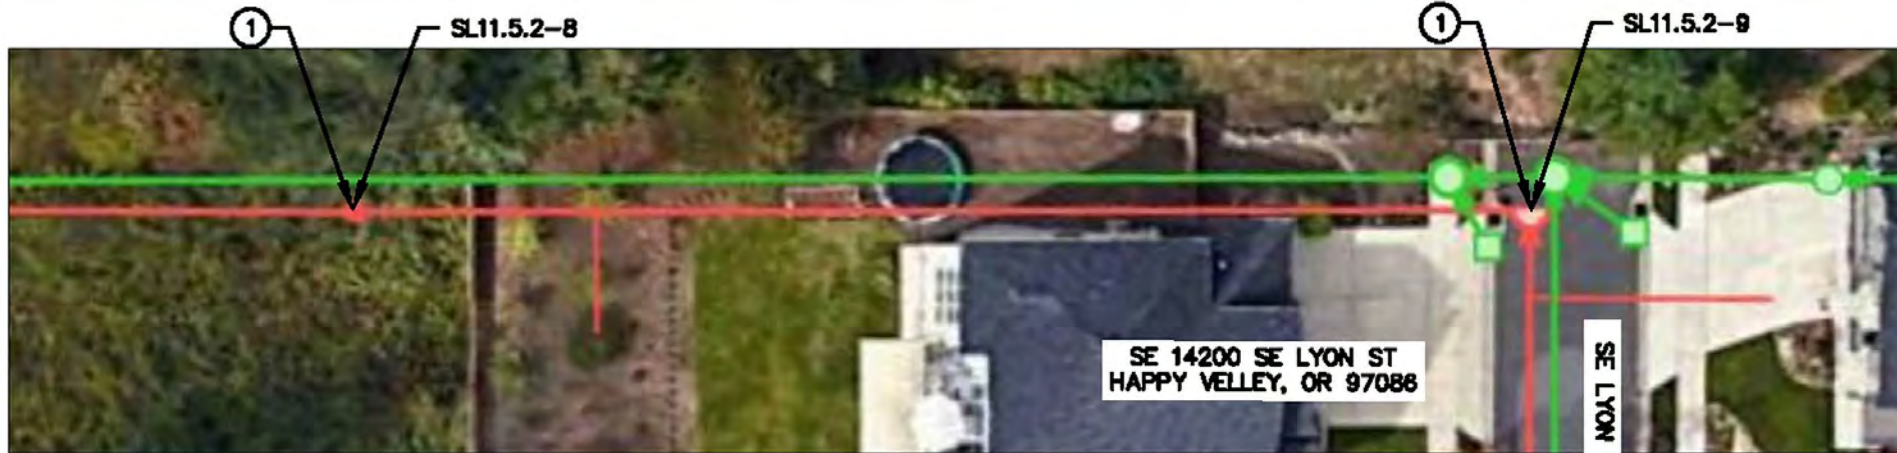 1
SL11.5.2-8
1
SL11.5.2-9
SE 14200 SE LYON ST
HAPPY VELLEY, OR 97086
SE LYON